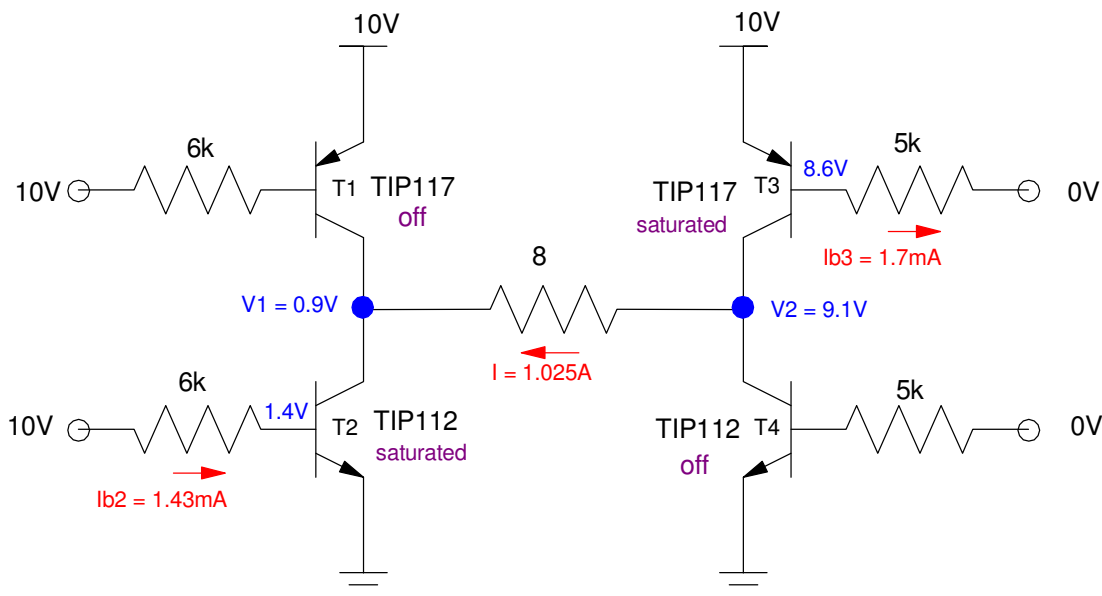 10V
10V
6k
5k
10V
T1
TIP117
off
TIP117
saturated
T3
8.6V
0V
Ib3 = 1.7mA
8
V1 = 0.9V
V2 = 9.1V
I = 1.025A
6k
5k
10V
1.4V
T2
TIP112
saturated
TIP112
off
T4
0V
Ib2 = 1.43mA